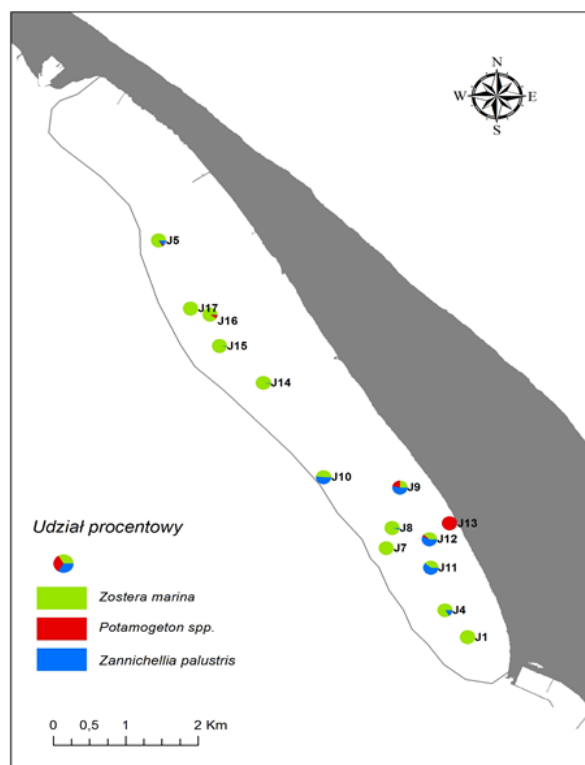 N
W E
S
J5
J17
J16
J15
J14
J10
J9
J13
J8
J12
J7
J11
J4
J1
Udział procentowy
Zostera marina
Potamogeton spp.
Zannichellia palustris
0 0,5 1 2 Km